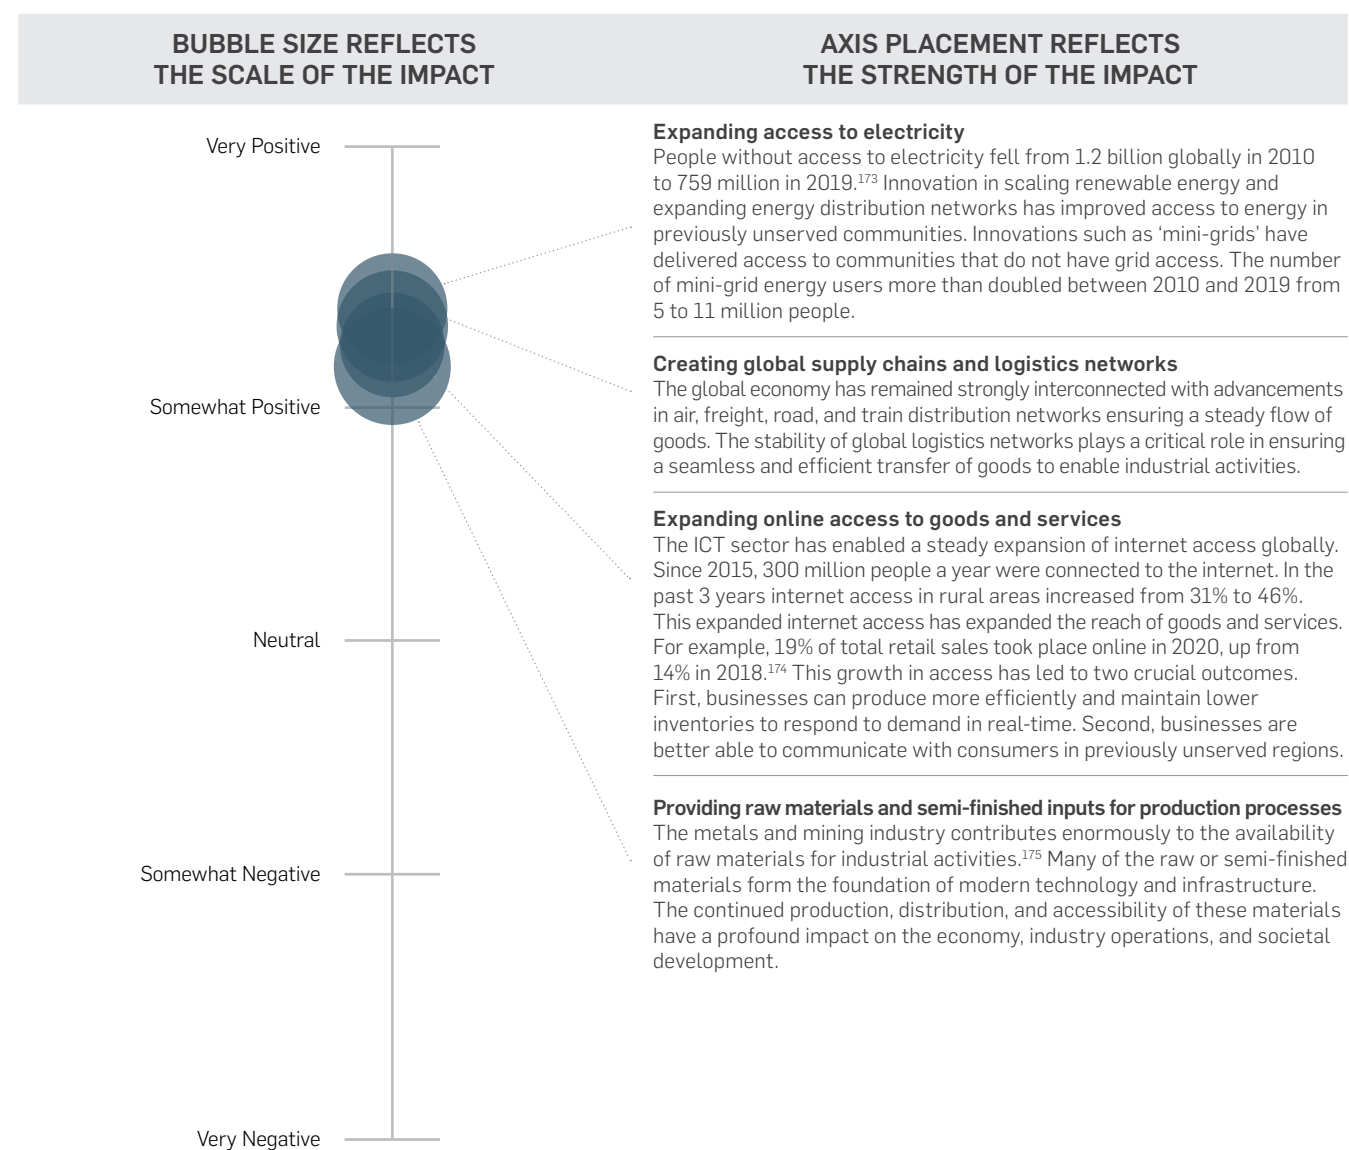 BUBBLE SIZE REFLECTS
THE SCALE OF THE IMPACT
AXIS PLACEMENT REFLECTS
THE STRENGTH OF THE IMPACT
Very Positive
Somewhat Positive
Neutral
Somewhat Negative
Very Negative
Expanding access to electricity
People without access to electricity fell from 1.2 billion globally in 2010
to 759 million in 2019.173 Innovation in scaling renewable energy and
expanding energy distribution networks has improved access to energy in
previously unserved communities. Innovations such as ‘mini-grids’ have
delivered access to communities that do not have grid access. The number
of mini-grid energy users more than doubled between 2010 and 2019 from
5 to 11 million people.
Creating global supply chains and logistics networks
The global economy has remained strongly interconnected with advancements
in air, freight, road, and train distribution networks ensuring a steady flow of
goods. The stability of global logistics networks plays a critical role in ensuring
a seamless and efficient transfer of goods to enable industrial activities.
Expanding online access to goods and services
The ICT sector has enabled a steady expansion of internet access globally.
Since 2015, 300 million people a year were connected to the internet. In the
past 3 years internet access in rural areas increased from 31% to 46%.
This expanded internet access has expanded the reach of goods and services.
For example, 19% of total retail sales took place online in 2020, up from
14% in 2018.174 This growth in access has led to two crucial outcomes.
First, businesses can produce more efficiently and maintain lower
inventories to respond to demand in real-time. Second, businesses are
better able to communicate with consumers in previously unserved regions.
Providing raw materials and semi-finished inputs for production processes
The metals and mining industry contributes enormously to the availability
of raw materials for industrial activities.175 Many of the raw or semi-finished
materials form the foundation of modern technology and infrastructure.
The continued production, distribution, and accessibility of these materials
have a profound impact on the economy, industry operations, and societal
development.